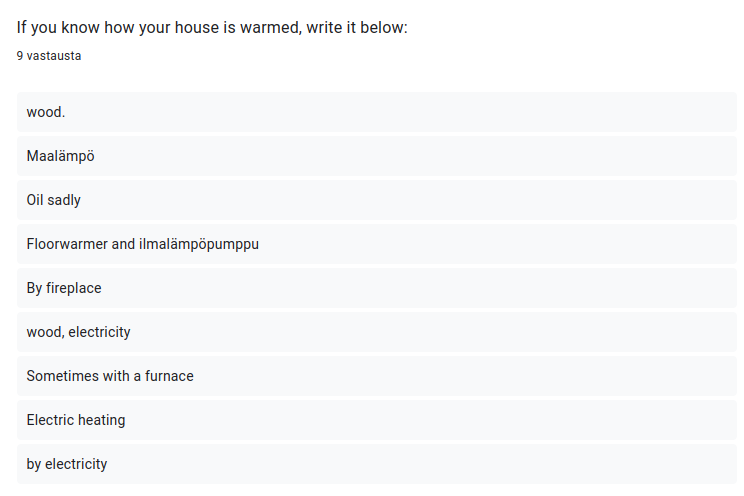 If you know how your house is warmed, write it below:
9 vastausta
wood.
Maalämpö
Oil sadly
Floorwarmer and ilmalämpöpumppu
By fireplace
wood, electricity
Sometimes with a furnace
Electric heating
by electricity